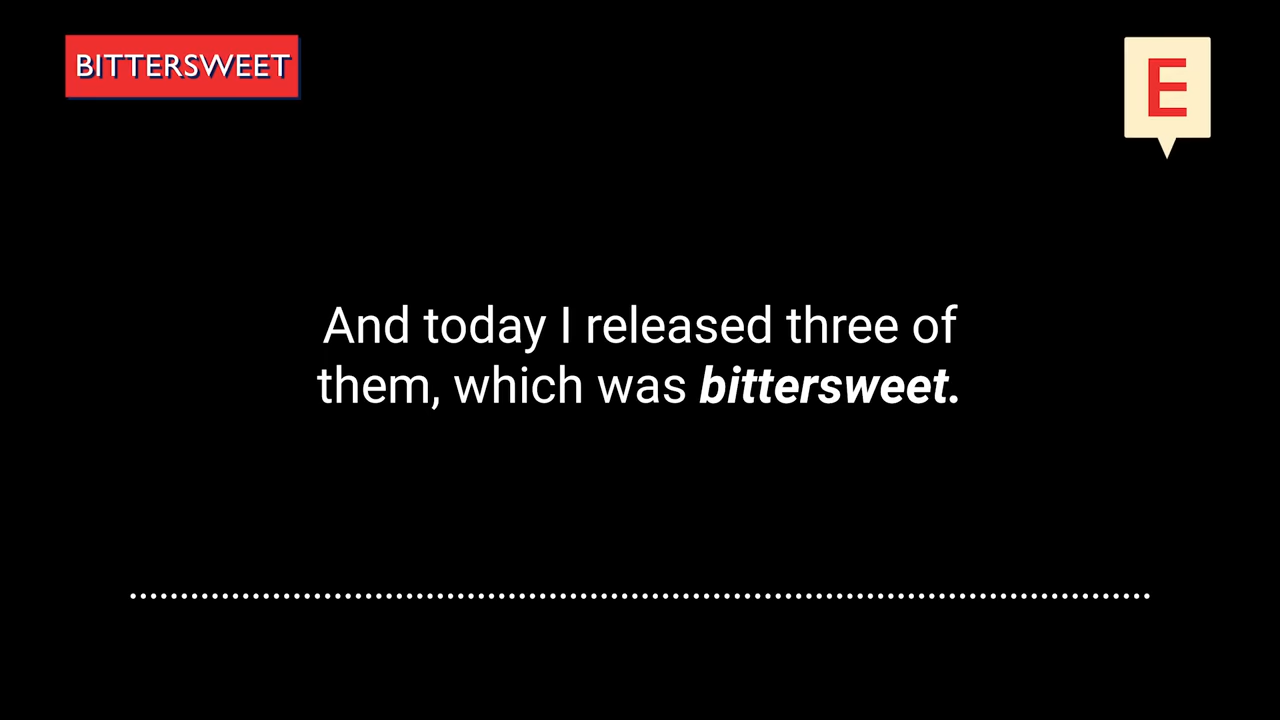 BITTERSWEET
E
And today I released three of
them, which was bittersweet.